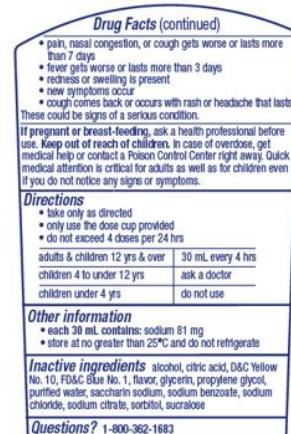 Drug Facts (continued)
• pain, nasal congestion, or cough gets worse or lasts more
than 7 days
• fever gets worse or lasts more than 3 days
• redness or swelling is present
• new symptoms occur
• cough comes back or occurs with rash or headache that lasts
These could be signs of a serious condition.
If pregnant or breast-feeding, ask a health professional before
use. Keep out of reach of children. In case of overdose, get
medical help or contact a Poison Control Center right away. Quick
medical attention is critical for adults as well as for children even
if you do not notice any signs or symptoms.
Directions
• take only as directed
• only use the dose cup provided
• do not exceed 4 doses per 24 hrs
adults & children 12 yrs & over 30 mL every 4 hrs
children 4 to under 12 yrs ask a doctor
children under 4 yrs do not use
Other information
• each 30 mL contains: sodium 81 mg
• store at no greater than 25°C and do not refrigerate
Inactive ingredients alcohol, citric acid, D&C Yellow
No. 10, FD&C Blue No. 1, flavor, glycerin, propylene glycol,
purified water, saccharin sodium, sodium benzoate, sodium
chloride, sodium citrate, sorbitol, sucralose
Questions? 1-800-362-1683